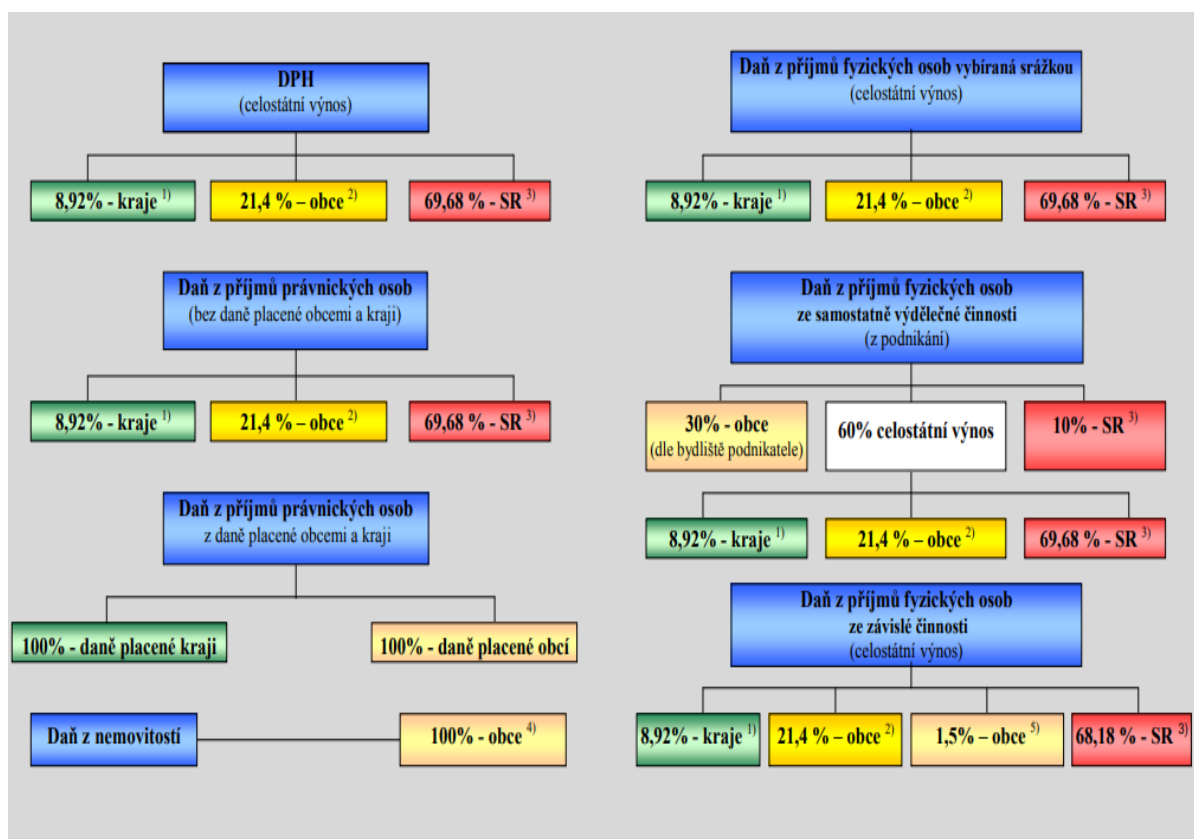 DPH
(celostátní výnos)
8,92% - kraje 1)
21,4 % – obce 2)
69,68 % - SR 3)
Daň z příjmů právnických osob
(bez daně placené obcemi a kraji)
8,92% - kraje 1)
21,4 % – obce 2)
69,68 % - SR 3)
Daň z příjmů právnických osob
z daně placené obcemi a kraji
100% - daně placené kraji
100% - daně placené obcí
Daň z nemovitostí
100% - obce 4)
Daň z příjmů fyzických osob vybíraná srážkou
(celostátní výnos)
8,92% - kraje 1)
21,4 % – obce 2)
69,68 % - SR 3)
Daň z příjmů fyzických osob
ze samostatně výdělečné činnosti
(z podnikání)
30% - obce
(dle bydliště podnikatele)
60% celostátní výnos
10% - SR 3)
8,92% - kraje 1)
21,4 % – obce 2)
69,68 % - SR 3)
Daň z příjmů fyzických osob
ze závislé činnosti
(celostátní výnos)
8,92% - kraje 1)
21,4 % – obce 2)
1,5% – obce 5)
68,18 % - SR 3)